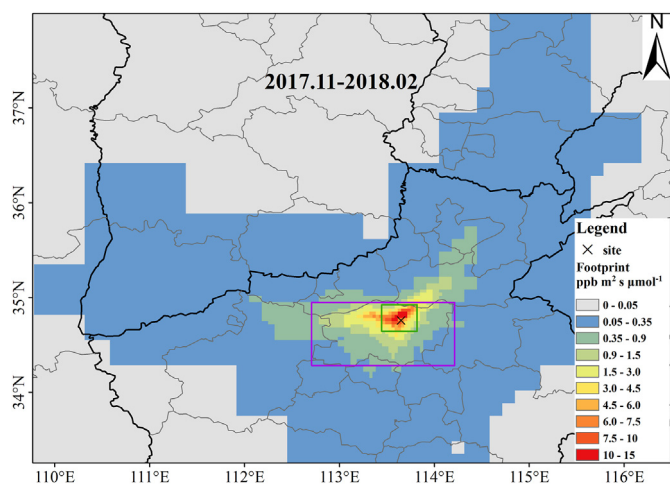 N
2017.11-2018.02
37°N
36°N
35°N
34°N
Legend
× site
Footprint
ppb m² s μmol⁻¹
0 - 0.05
0.05 - 0.35
0.35 - 0.9
0.9 - 1.5
1.5 - 3.0
3.0 - 4.5
4.5 - 6.0
6.0 - 7.5
7.5 - 10
10 - 15
110°E 111°E 112°E 113°E 114°E 115°E 116°E